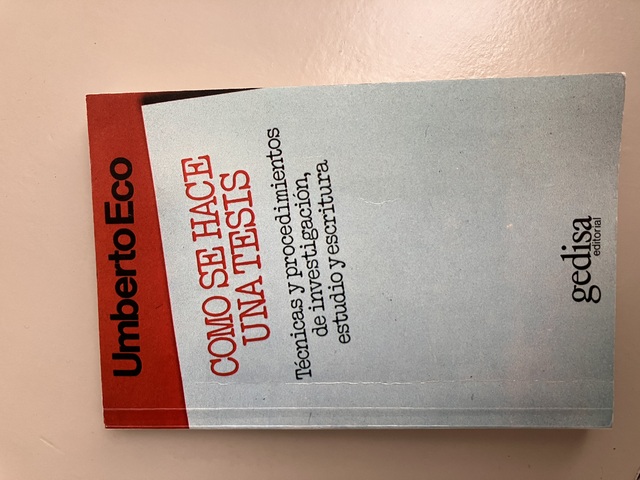 Umberto Eco
COMO SE HACE
UNA TESIS
Técnicas y procedimientos
de investigación,
estudio y escritura
gedisa
editorial